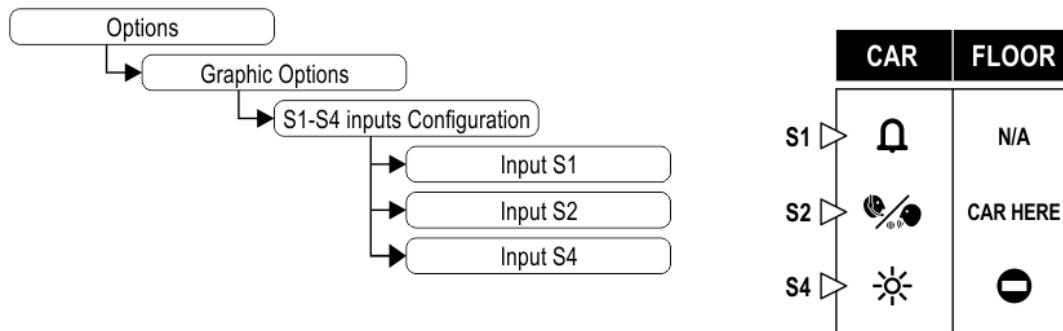 Options
Graphic Options
S1-S4 inputs Configuration
Input S1
Input S2
Input S4
CAR FLOOR
S1 N/A
S2 CAR HERE
S4